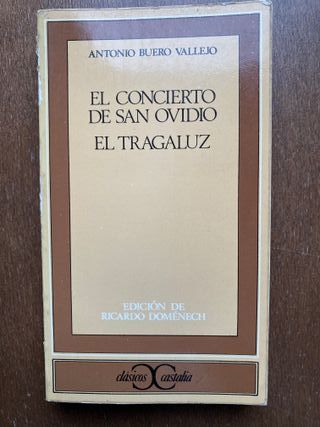 ANTONIO BUERO VALLEJO
EL CONCIERTO
DE SAN OVIDIO
EL TRAGALUZ
EDICIÓN DE
RICARDO DOMÉNECH
clásicos castalia